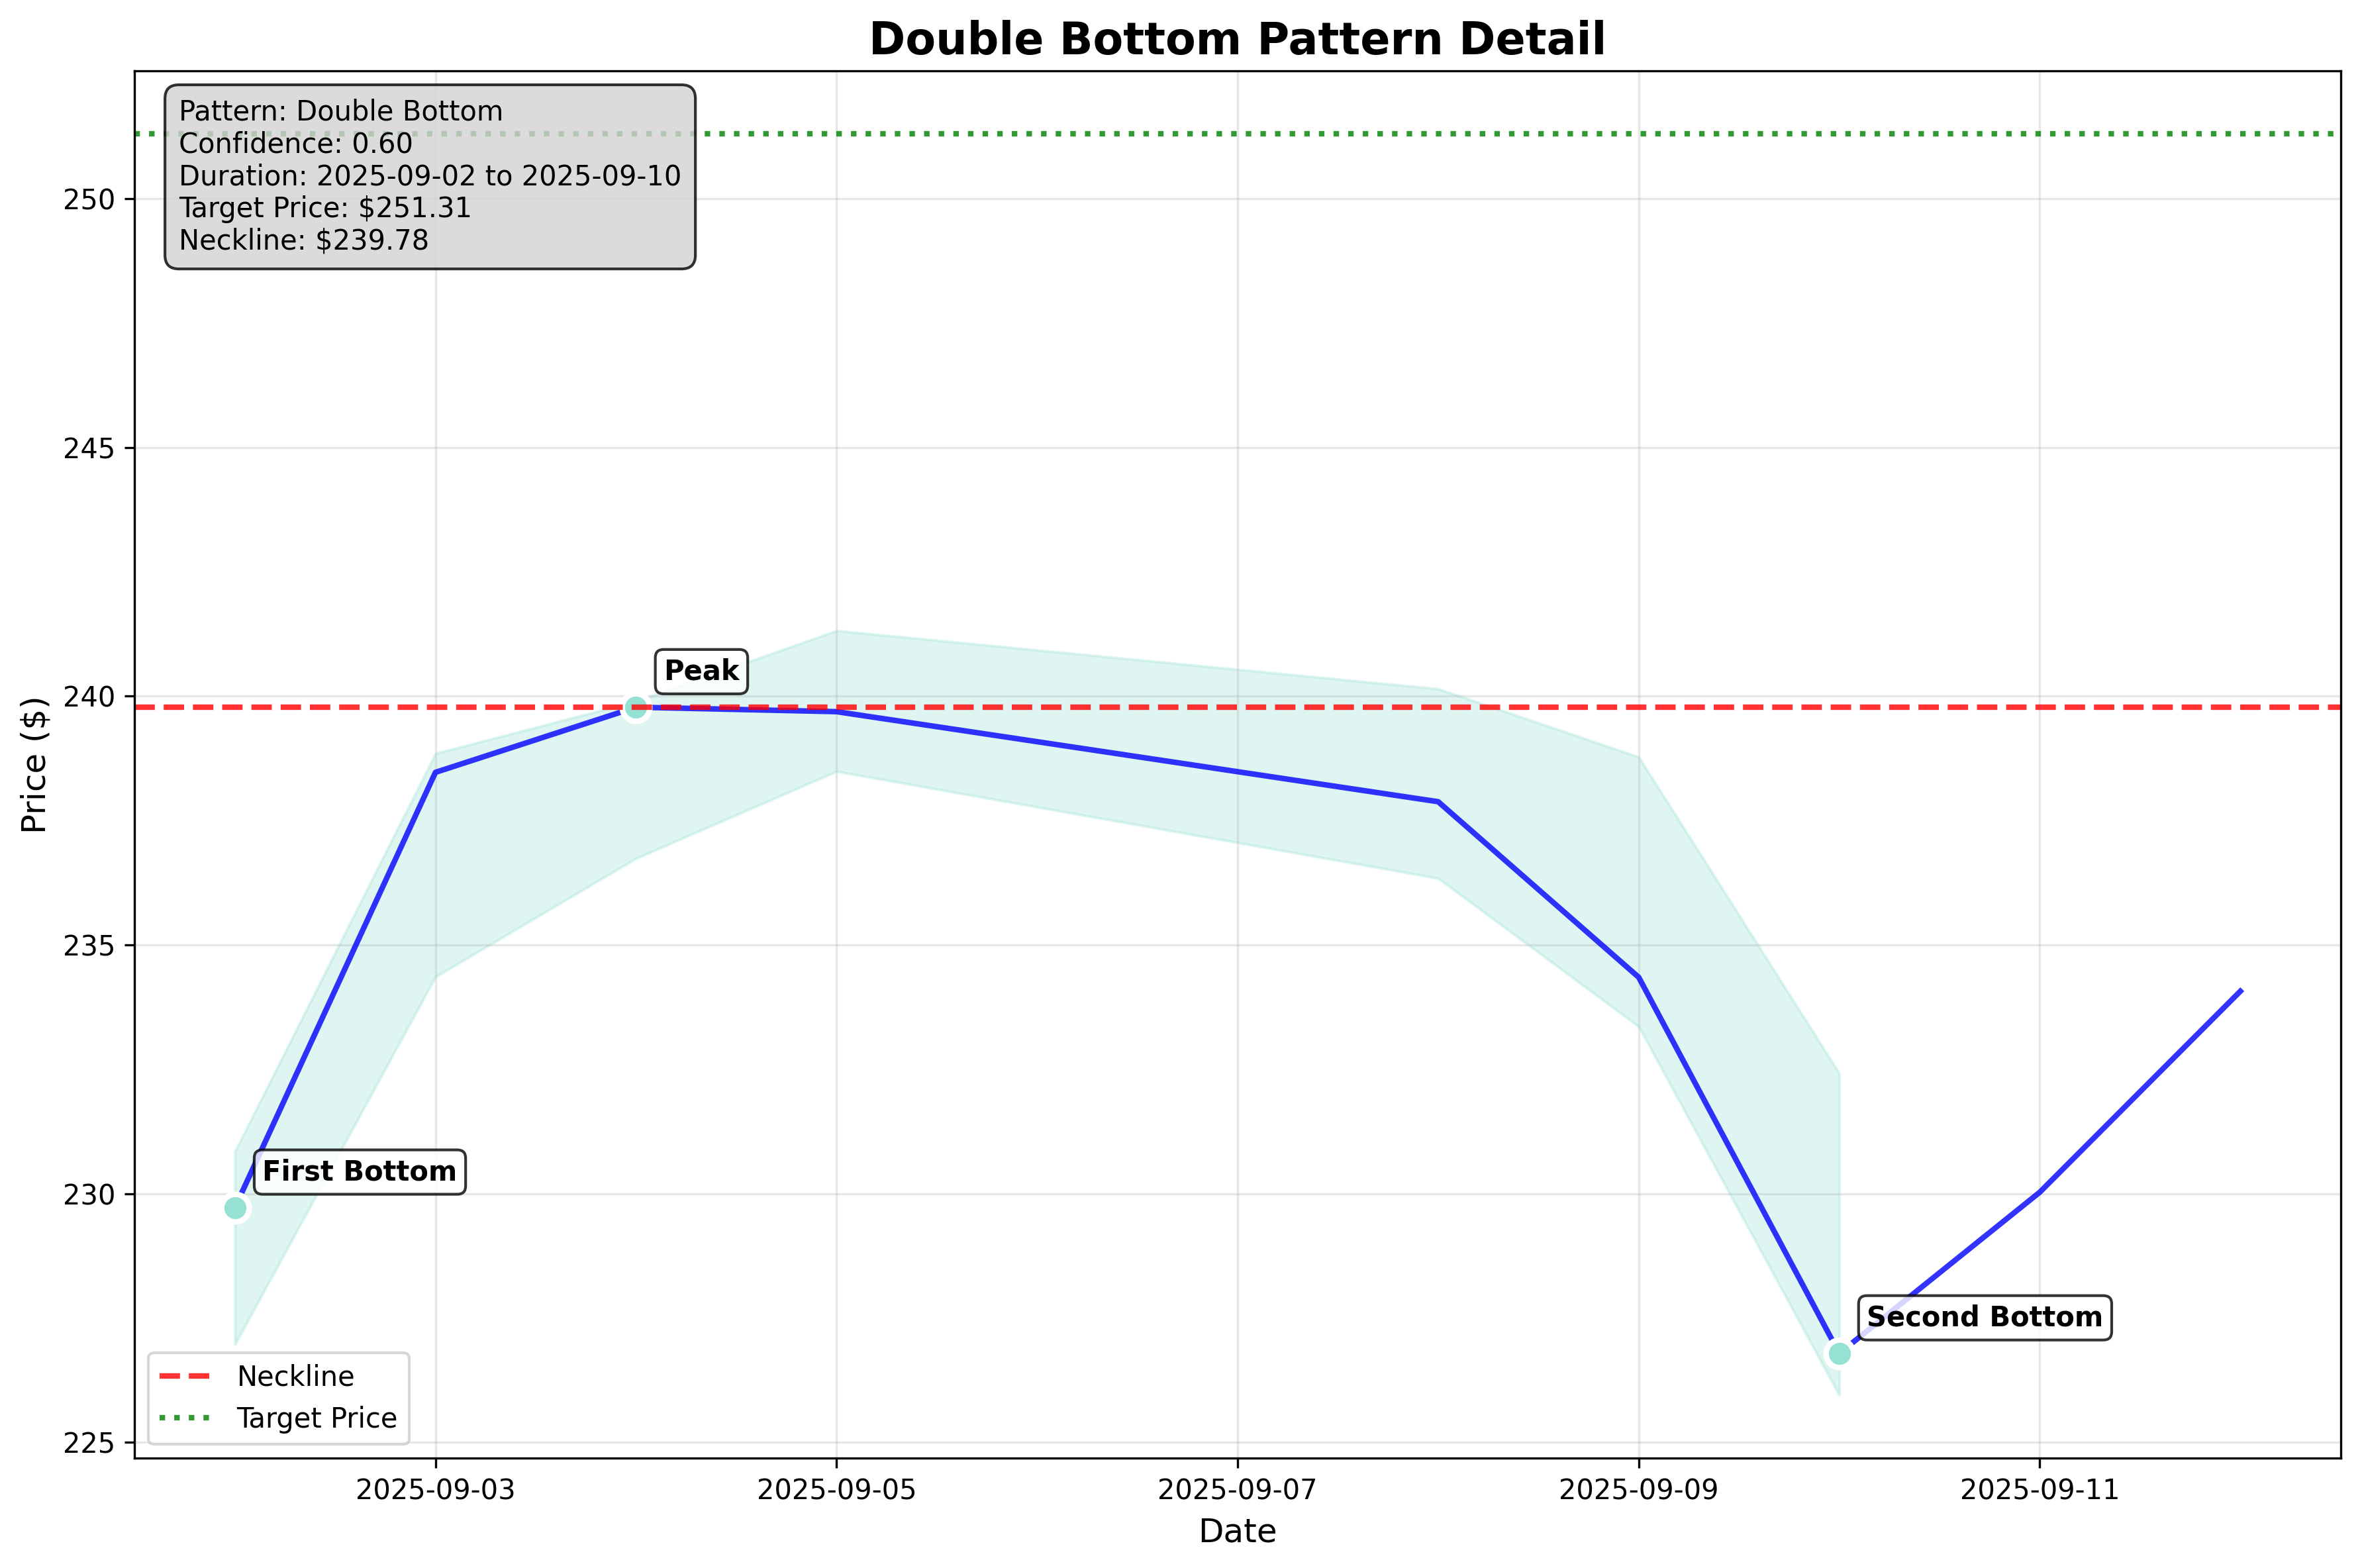 Double Bottom Pattern Detail
Pattern: Double Bottom
Confidence: 0.60
Duration: 2025-09-02 to 2025-09-10
Target Price: $251.31
Neckline: $239.78
250
245
240
235
230
225
Price ($)
Peak
First Bottom
Second Bottom
Neckline
Target Price
2025-09-03
2025-09-05
2025-09-07
2025-09-09
2025-09-11
Date